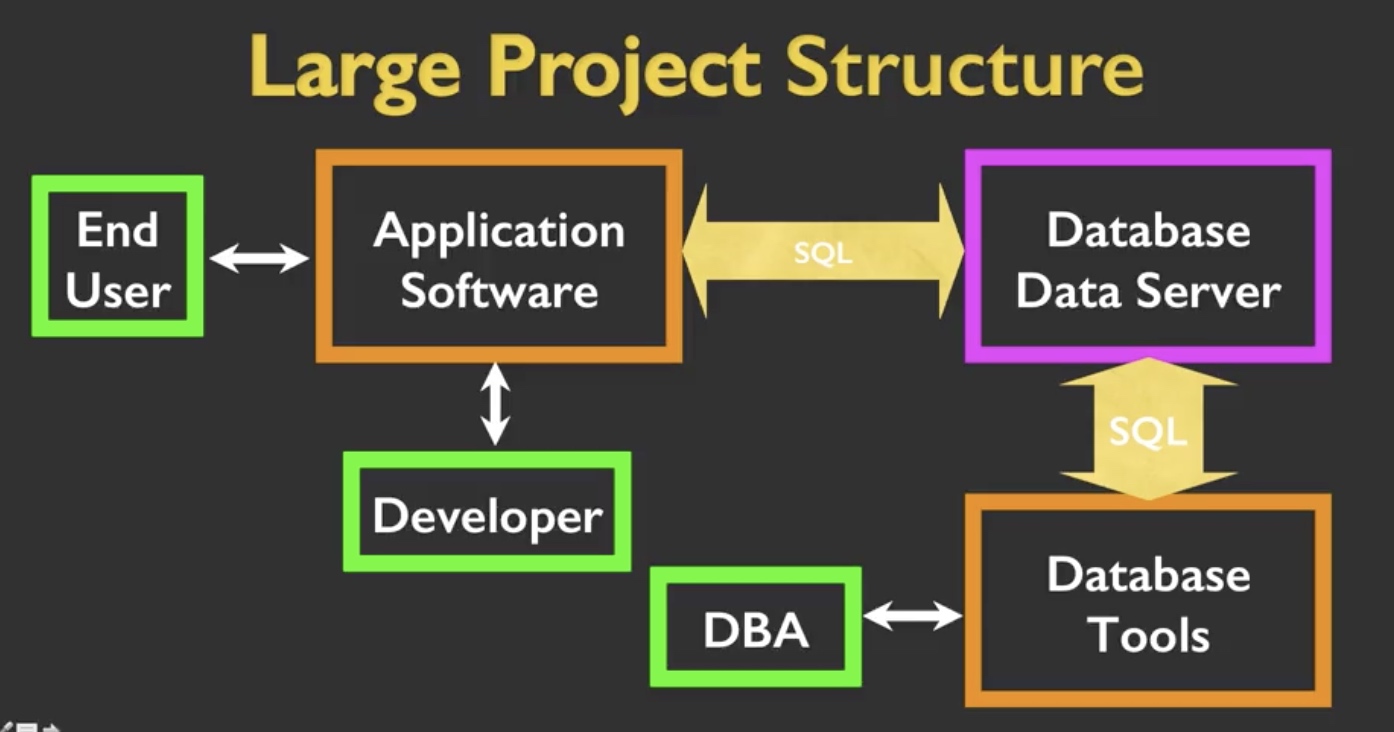 Large Project Structure
End
User
Application
Software
SQL
Database
Data Server
SQL
Developer
DBA
Database
Tools